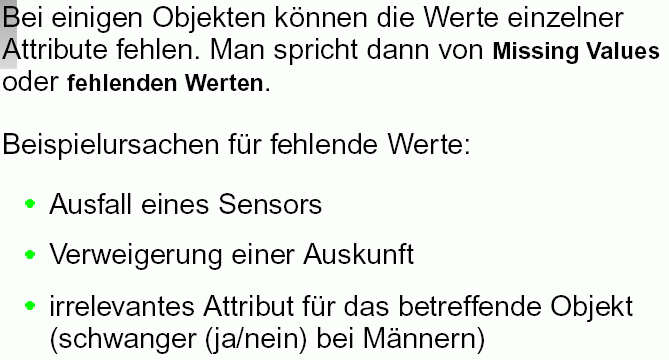 Bei einigen Objekten können die Werte einzelner
Attribute fehlen. Man spricht dann von Missing Values
oder fehlenden Werten.
Beispielursachen für fehlende Werte:
• Ausfall eines Sensors
• Verweigerung einer Auskunft
• irrelevantes Attribut für das betreffende Objekt
(schwanger (ja/nein) bei Männern)